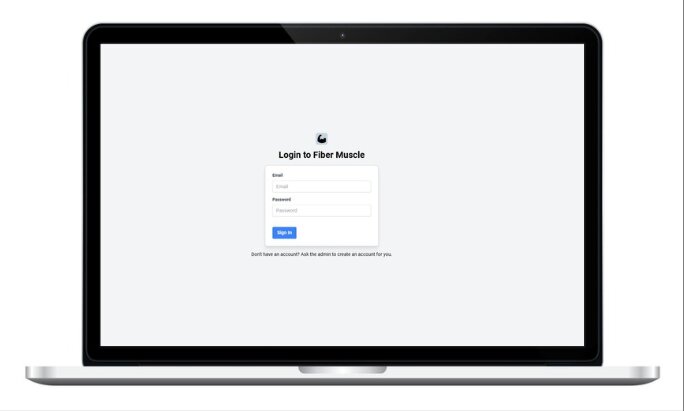 Login to Fiber Muscle
Email
Email
Password
Password
Sign in
Don't have an account? Ask the admin to create an account for you.